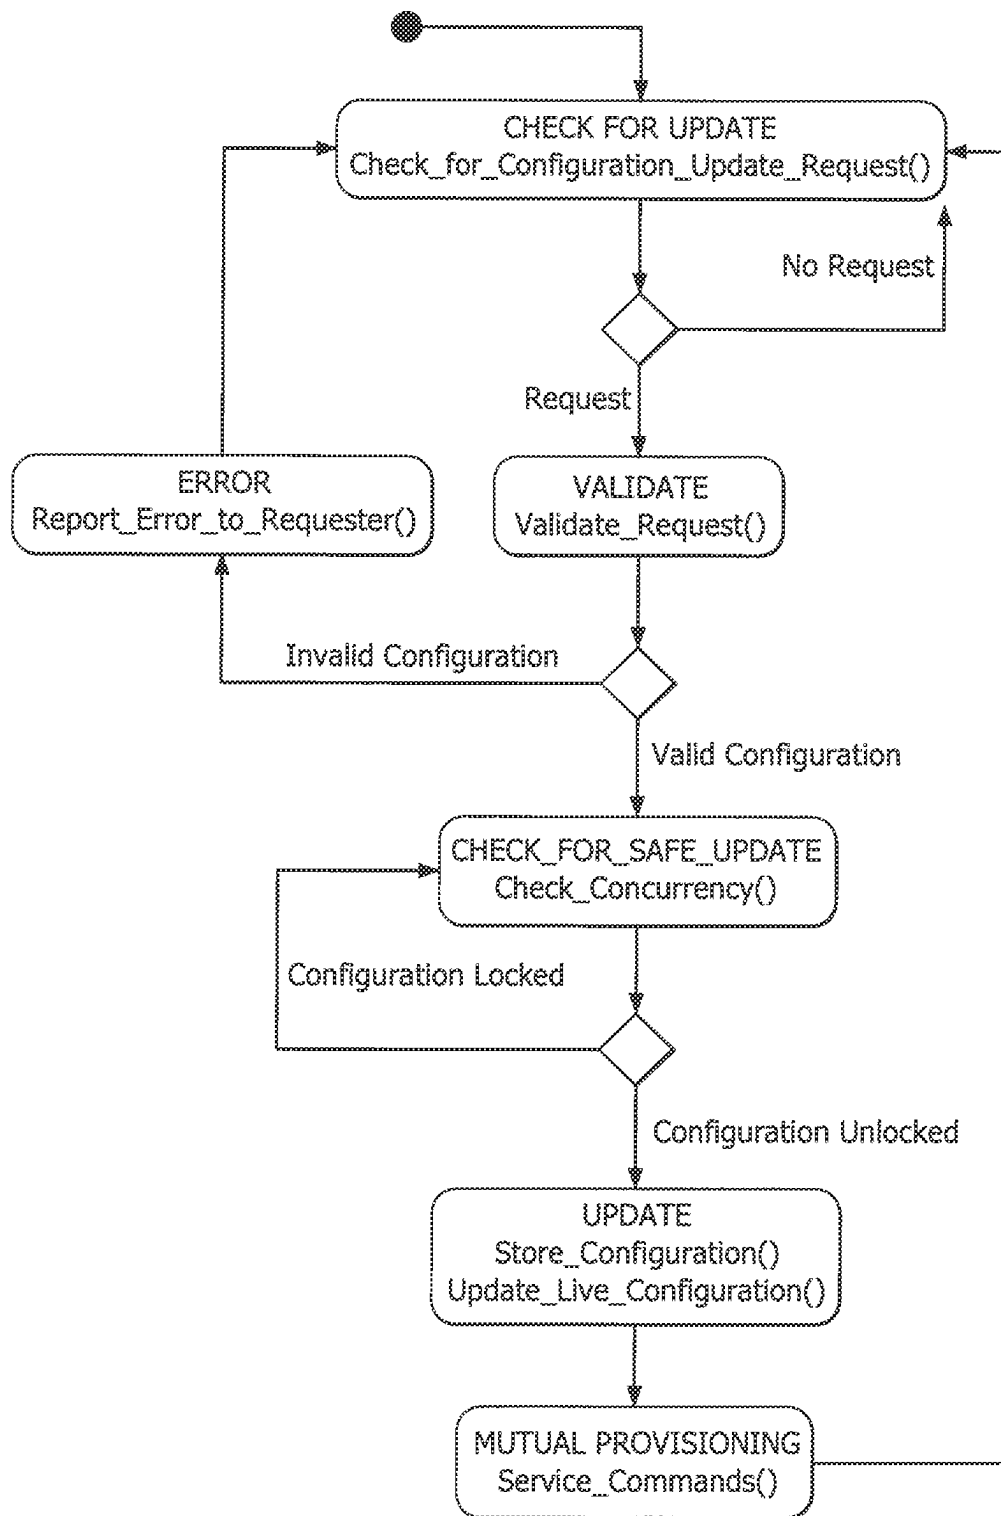 CHECK FOR UPDATE
Check_for_Configuration_Update_Request()
No Request
Request
ERROR
Report_Error_to_Requester()
VALIDATE
Validate_Request()
Invalid Configuration
Valid Configuration
CHECK_FOR_SAFE_UPDATE
Check_Concurrency()
Configuration Locked
Configuration Unlocked
UPDATE
Store_Configuration()
Update_Live_Configuration()
MUTUAL PROVISIONING
Service_Commands()